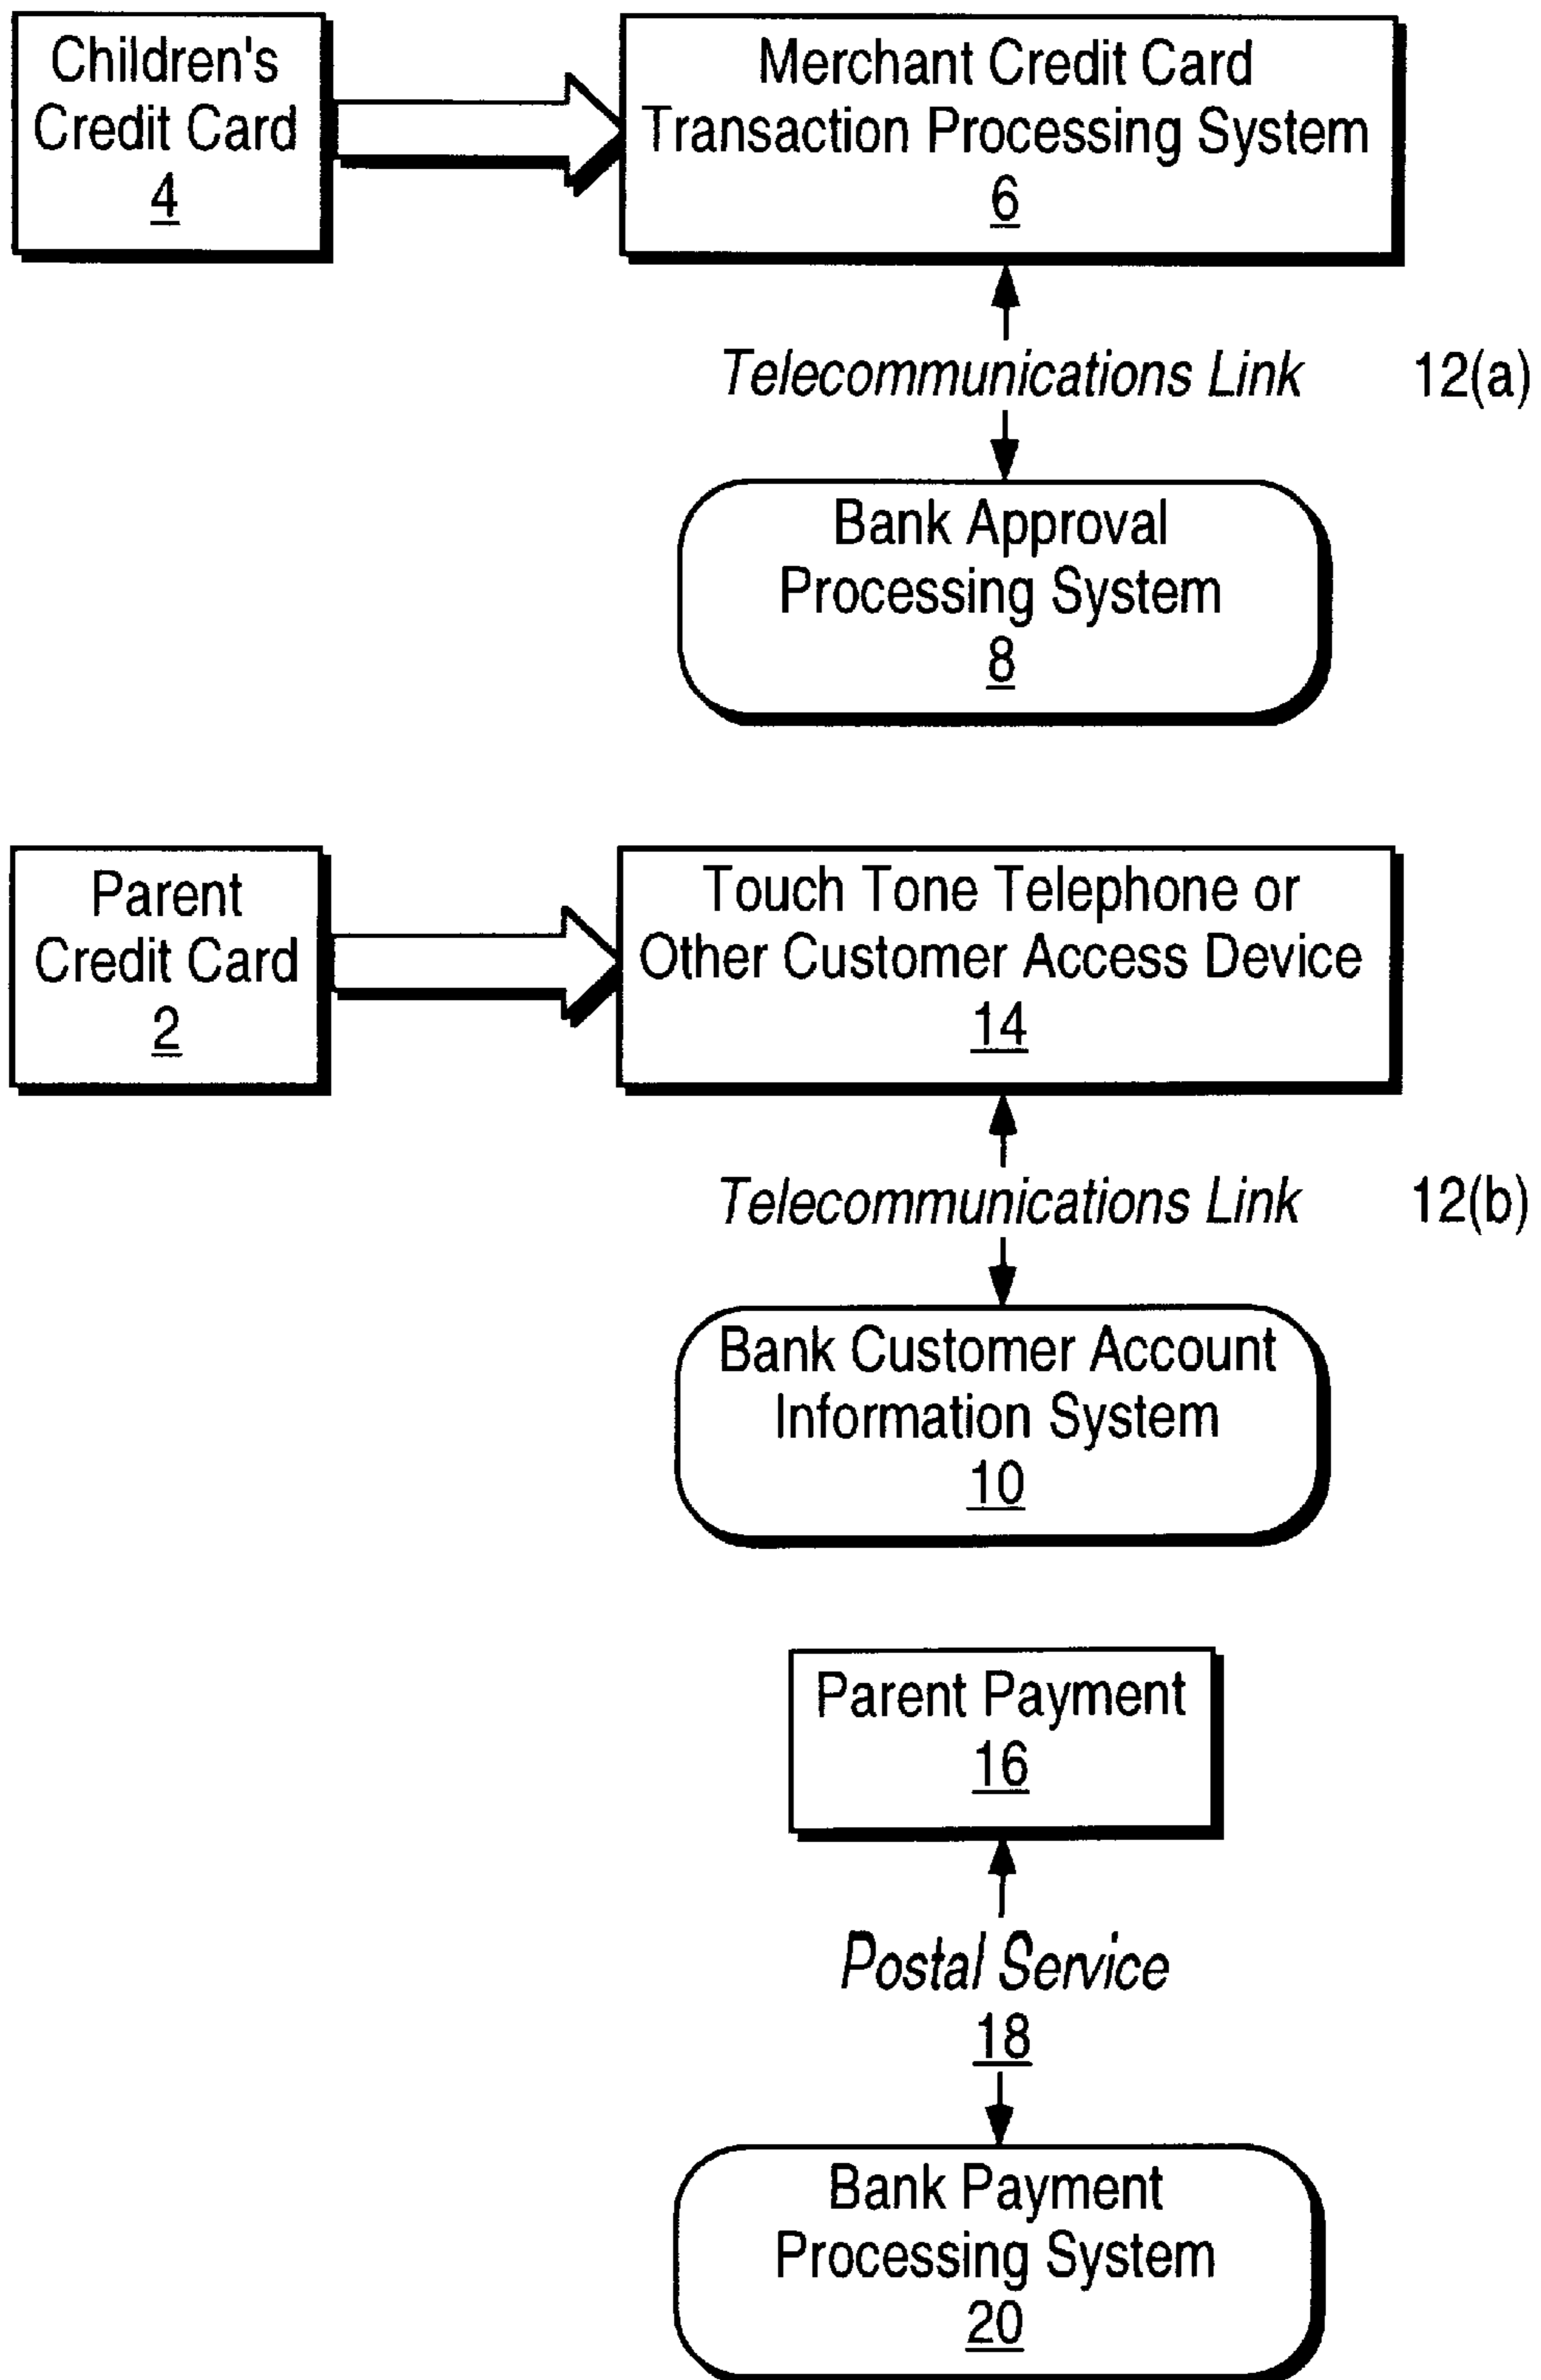 Children's
Credit Card
4
Merchant Credit Card
Transaction Processing System
6
Telecommunications Link 12(a)
Bank Approval
Processing System
8
Parent
Credit Card
2
Touch Tone Telephone or
Other Customer Access Device
14
Telecommunications Link 12(b)
Bank Customer Account
Information System
10
Parent Payment
16
Postal Service
18
Bank Payment
Processing System
20